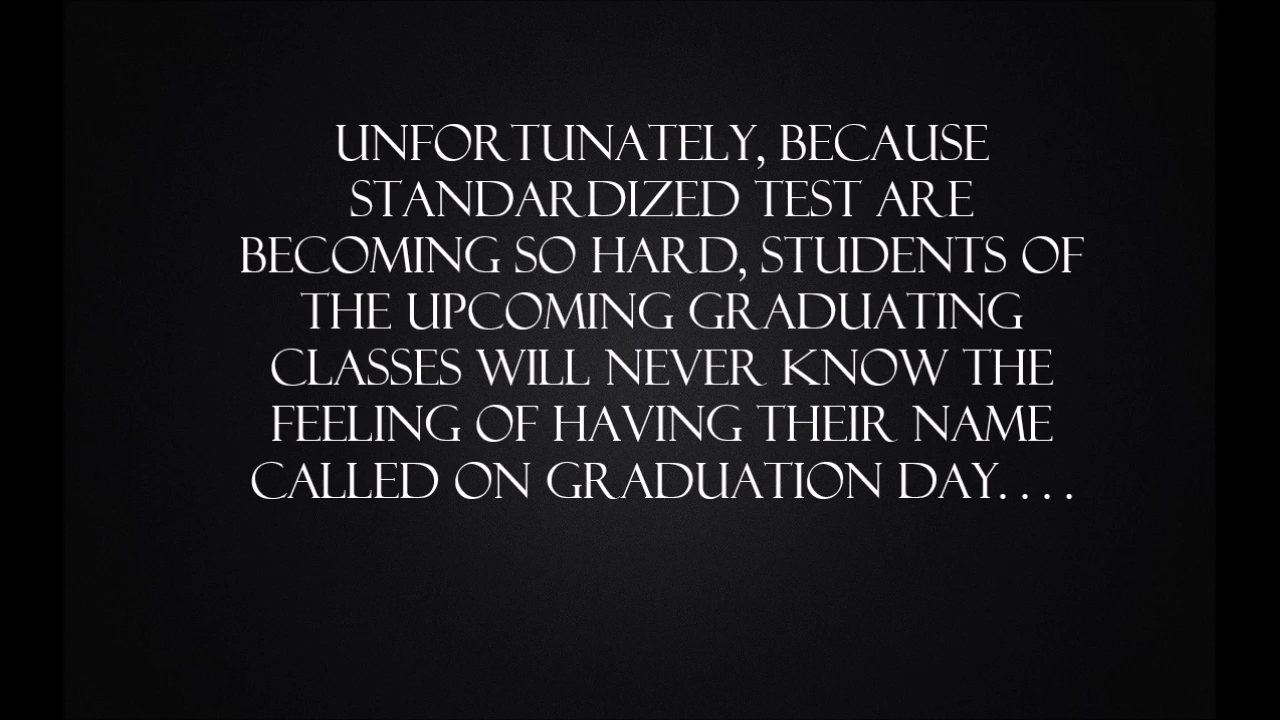 UNFORTUNATELY, BECAUSE
STANDARDIZED TEST ARE
BECOMING SO HARD, STUDENTS OF
THE UPCOMING GRADUATING
CLASSES WILL NEVER KNOW THE
FEELING OF HAVING THEIR NAME
CALLED ON GRADUATION DAY. . . .